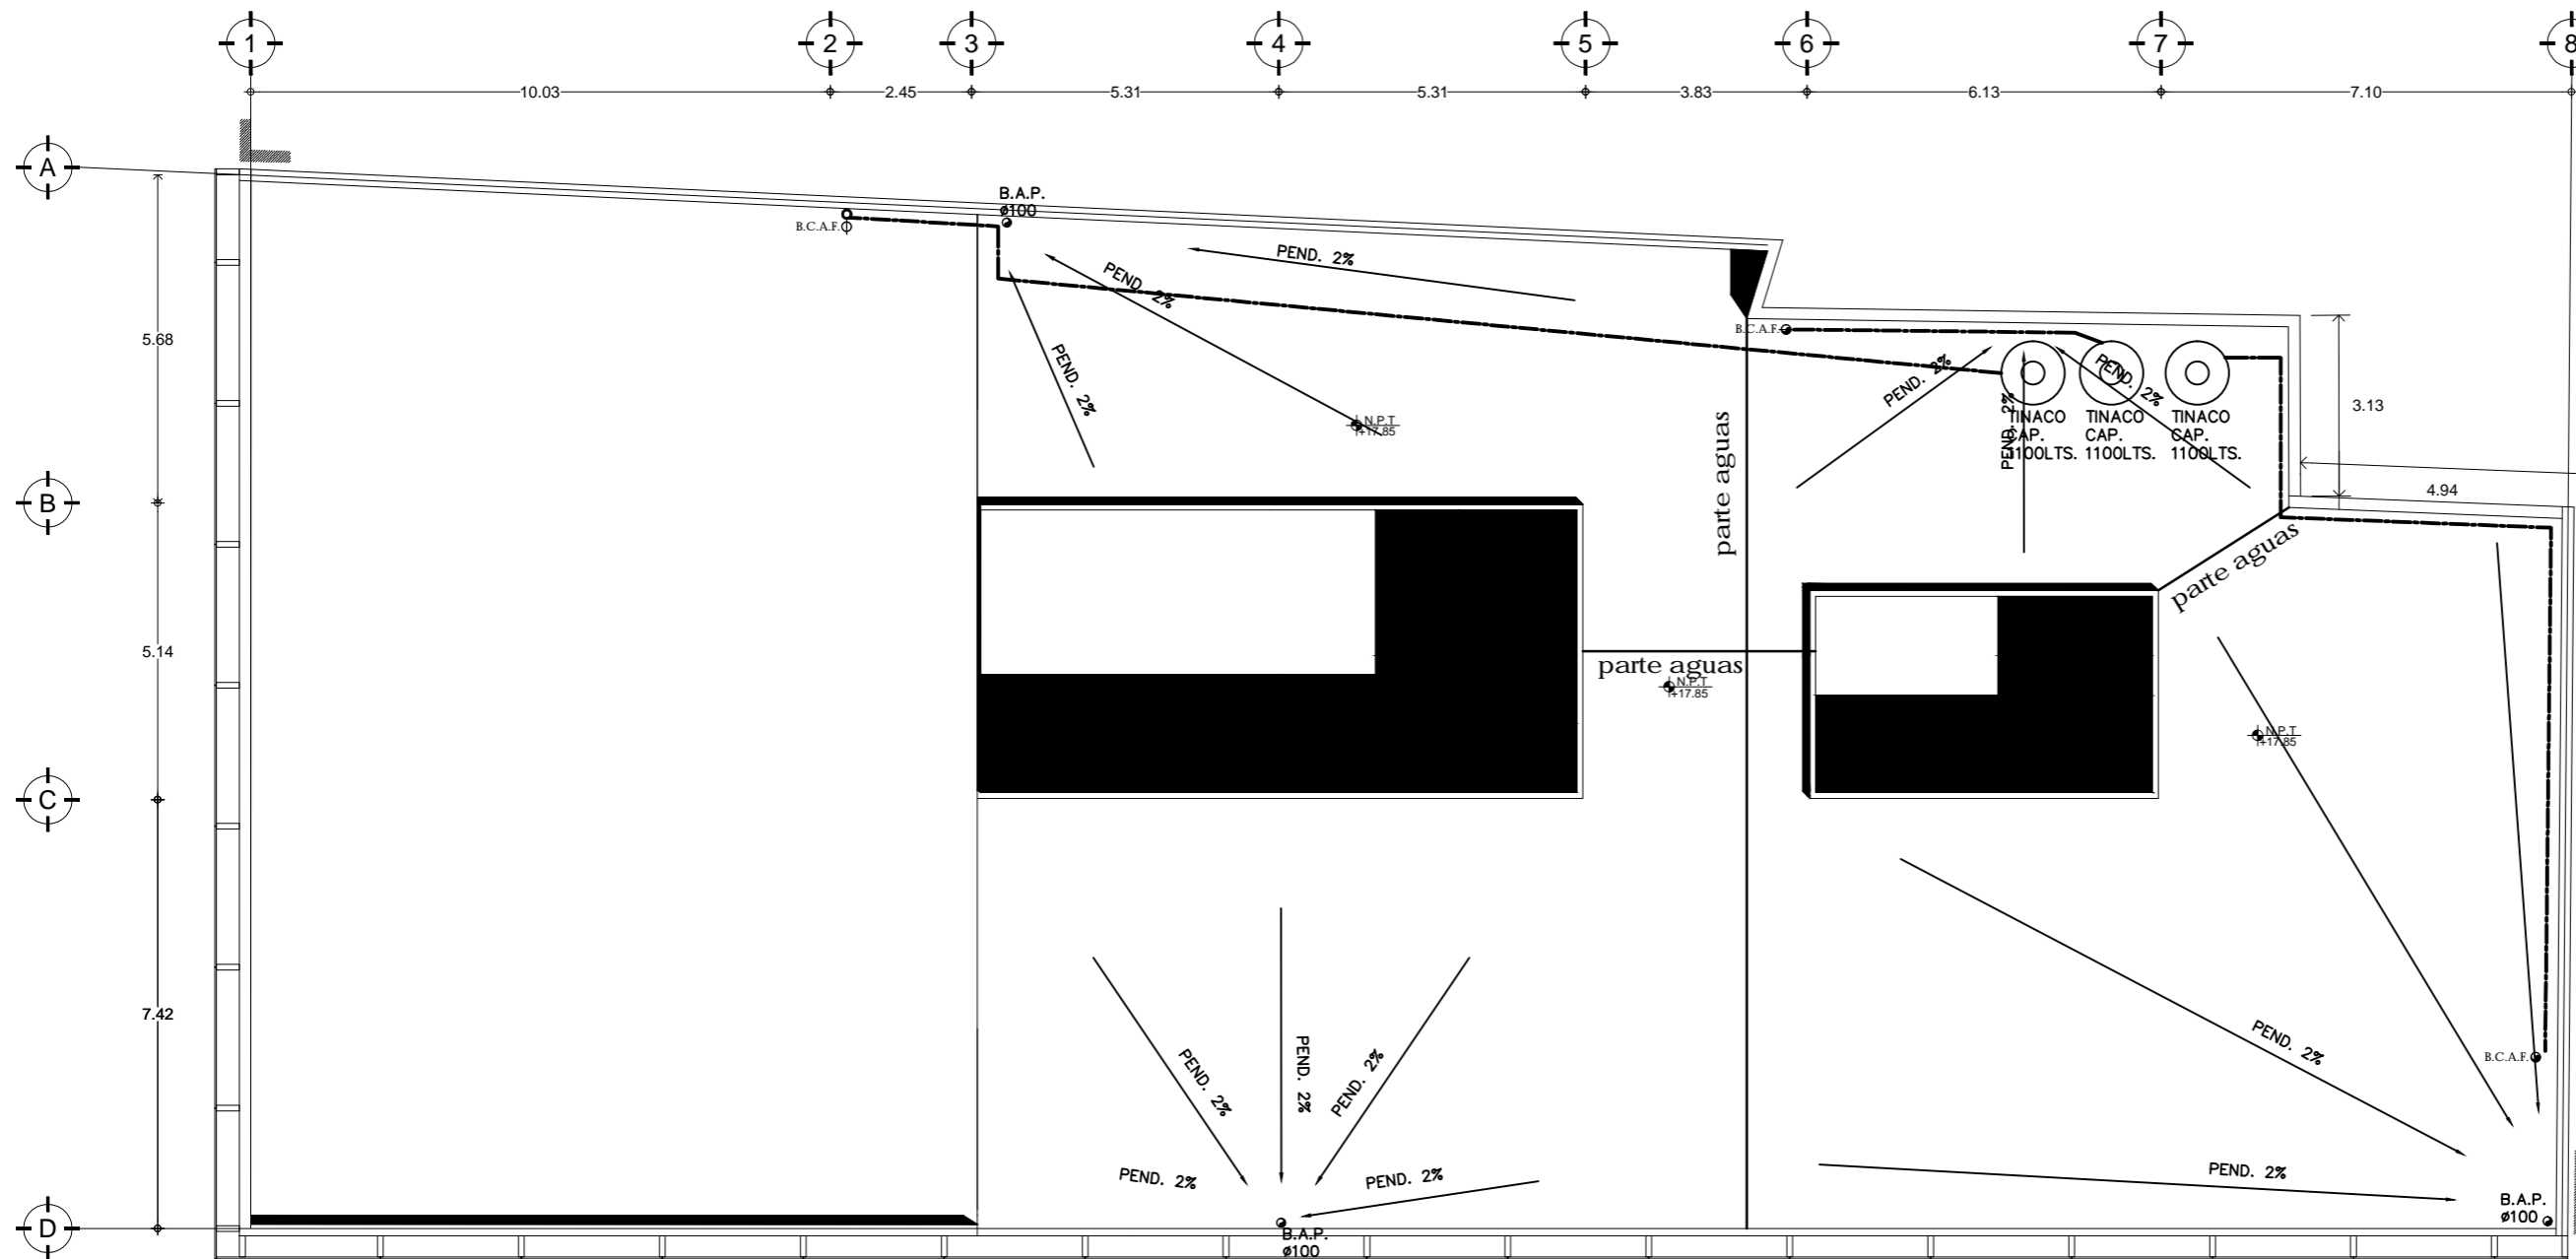 1 2 3 4 5 6 7 8
10.03 2.45 5.31 5.31 3.83 6.13 7.10
A
B.A.P.
ø100
B.C.A.F.
PEND. 2%
PEND. 2%
PEND. 2%
5.68
B.C.A.F.
PEND. 2%
PEND. 2%
PEND. 2%
TINACO
CAP.
1100LTS.
TINACO
CAP.
1100LTS.
TINACO
CAP.
1100LTS.
3.13
N.P.T
+17.85
parte aguas
B
4.94
parte aguas
5.14
parte aguas
N.P.T
+17.85
N.P.T
+17.85
C
7.42
PEND. 2%
PEND. 2%
PEND. 2%
PEND. 2%
B.C.A.F.
PEND. 2%
PEND. 2%
PEND. 2%
B.A.P.
ø100
D
B.A.P.
ø100